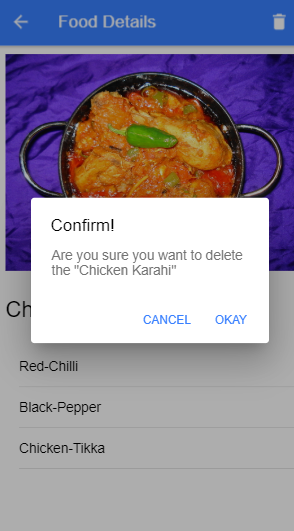 Food Details
Confirm!
Are you sure you want to delete
the "Chicken Karahi"
CANCEL OKAY
Ch
Red-Chilli
Black-Pepper
Chicken-Tikka